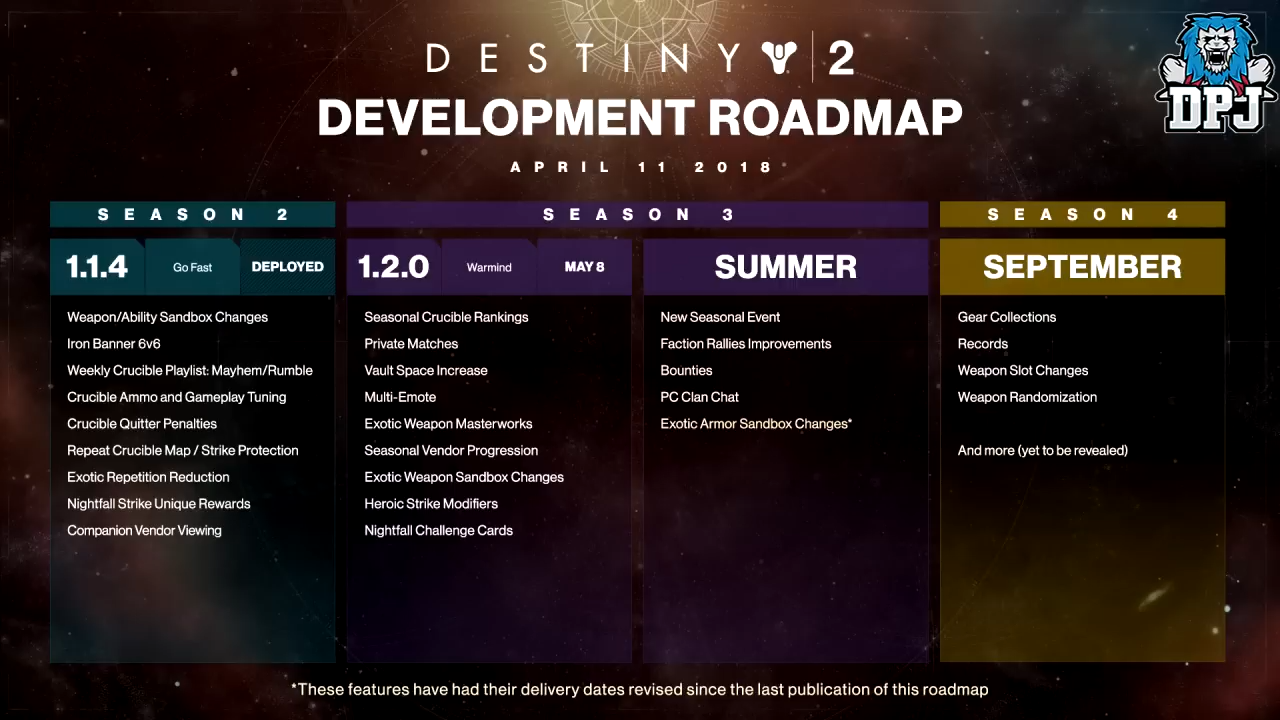 DESTINY 2
DEVELOPMENT ROADMAP
APRIL 11 2018
DPJ
SEASON 2
SEASON 3
SEASON 4
1.1.4 Go Fast DEPLOYED
1.2.0 Warmind MAY 8
SUMMER
SEPTEMBER
Weapon/Ability Sandbox Changes
Iron Banner 6v6
Weekly Crucible Playlist: Mayhem/Rumble
Crucible Ammo and Gameplay Tuning
Crucible Quitter Penalties
Repeat Crucible Map / Strike Protection
Exotic Repetition Reduction
Nightfall Strike Unique Rewards
Companion Vendor Viewing
Seasonal Crucible Rankings
Private Matches
Vault Space Increase
Multi-Emote
Exotic Weapon Masterworks
Seasonal Vendor Progression
Exotic Weapon Sandbox Changes
Heroic Strike Modifiers
Nightfall Challenge Cards
New Seasonal Event
Faction Rallies Improvements
Bounties
PC Clan Chat
Exotic Armor Sandbox Changes*
Gear Collections
Records
Weapon Slot Changes
Weapon Randomization
And more (yet to be revealed)
*These features have had their delivery dates revised since the last publication of this roadmap